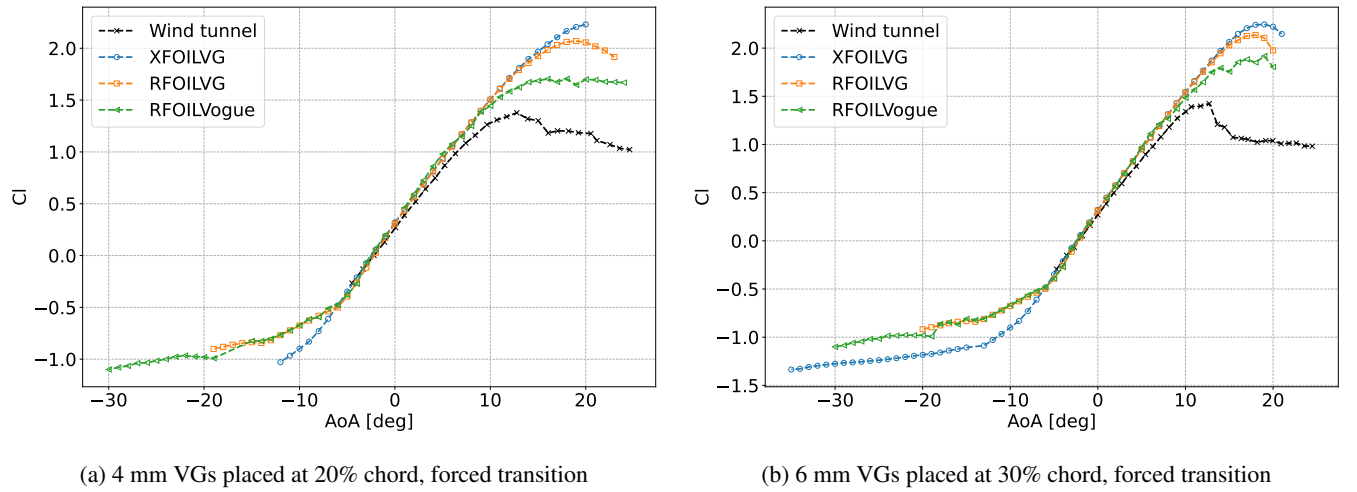 Wind tunnel
XFOILVG
RFOILVG
RFOILVogue
2.0
1.5
1.0
0.5
0.0
−0.5
−1.0
Cl
−30
−20
−10
0
10
20
AoA [deg]
(a) 4 mm VGs placed at 20% chord, forced transition
Wind tunnel
XFOILVG
RFOILVG
RFOILVogue
2.0
1.5
1.0
0.5
0.0
−0.5
−1.0
−1.5
Cl
−30
−20
−10
0
10
20
AoA [deg]
(b) 6 mm VGs placed at 30% chord, forced transition